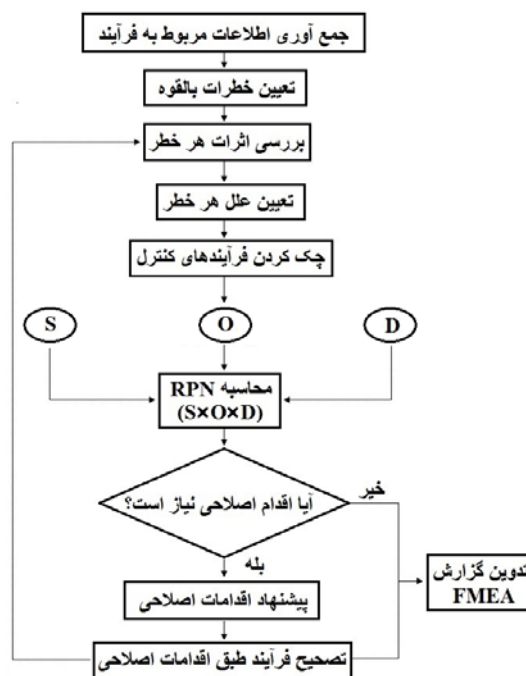 جمع آوری اطلاعات مربوط به فرآیند
تعیین خطرات بالقوه
بررسی اثرات هر خطر
تعیین علل هر خطر
چک کردن فرآیندهای کنترل
S
O
D
محاسبه RPN
(S×O×D)
آیا اقدام اصلاحی نیاز است؟
خیر
بله
پیشنهاد اقدامات اصلاحی
تدوین گزارش
FMEA
تصحیح فرآیند طبق اقدامات اصلاحی